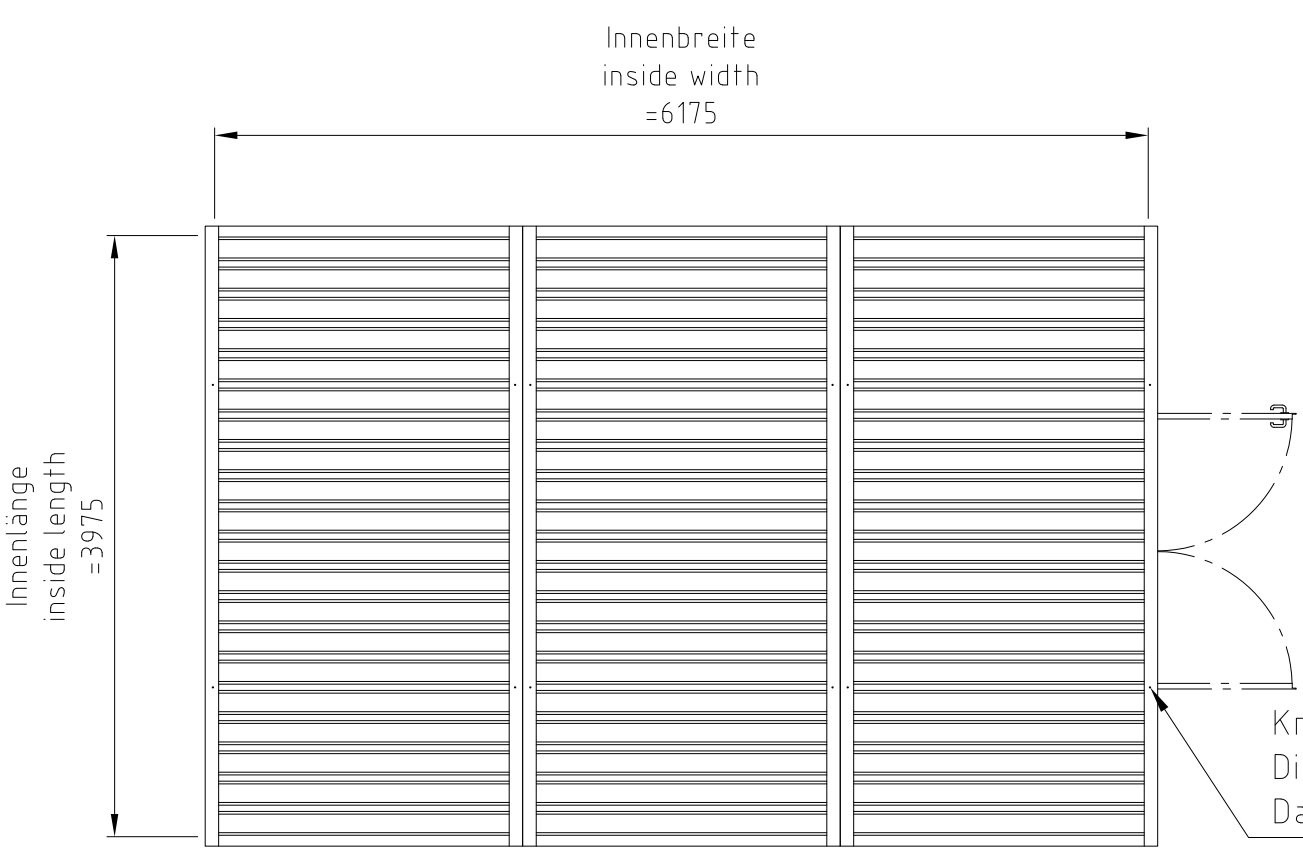 Innenbreite
inside width
=6175
Innenlänge
inside length
=3975